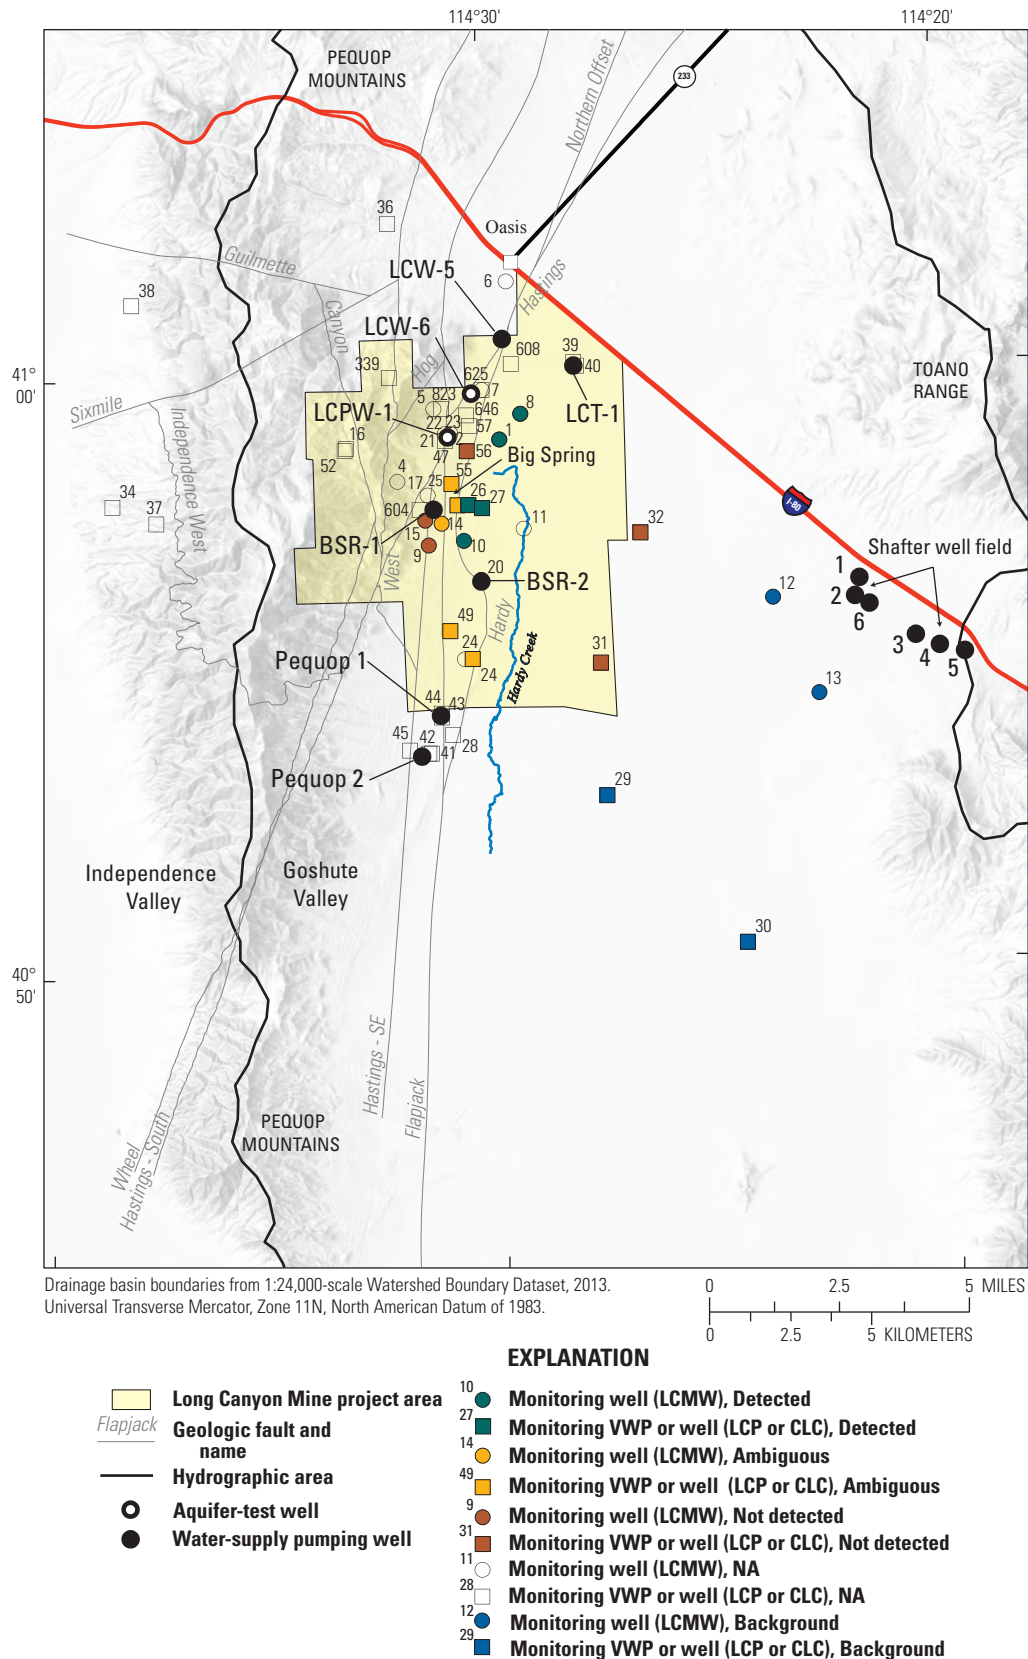 114°30'
114°20'
PEQUOP
MOUNTAINS
233
Northern Offset
36
Oasis
Guilmette
LCW-5
6
Hastings
38
Canyon
LCW-6
Hog
608
39
40
TOANO
RANGE
41°
00'
339
625
7
LCT-1
Sixmile
Independence West
5
823
646
8
LCPW-1
22
23
57
1
16
21
2
52
47
56
Big Spring
55
4
17
25
26
27
I-80
34
37
604
14
11
32
Shafter well field
15
BSR-1
9
10
West
1
2
6
12
20
BSR-2
3
4
5
49
Hardy
31
24
24
Hardy Creek
13
Pequop 1
44
43
45
42
41
28
Pequop 2
29
Independence
Valley
Goshute
Valley
30
40°
50'
Hastings - SE
Flapjack
PEQUOP
MOUNTAINS
Wheel
Hastings - South
Drainage basin boundaries from 1:24,000-scale Watershed Boundary Dataset, 2013.
Universal Transverse Mercator, Zone 11N, North American Datum of 1983.
0 2.5 5 MILES
0 2.5 5 KILOMETERS
EXPLANATION
Long Canyon Mine project area
Flapjack Geologic fault and
name
Hydrographic area
Aquifer-test well
Water-supply pumping well
10 Monitoring well (LCMW), Detected
27 Monitoring VWP or well (LCP or CLC), Detected
14 Monitoring well (LCMW), Ambiguous
49 Monitoring VWP or well (LCP or CLC), Ambiguous
9 Monitoring well (LCMW), Not detected
31 Monitoring VWP or well (LCP or CLC), Not detected
11 Monitoring well (LCMW), NA
28 Monitoring VWP or well (LCP or CLC), NA
12 Monitoring well (LCMW), Background
29 Monitoring VWP or well (LCP or CLC), Background